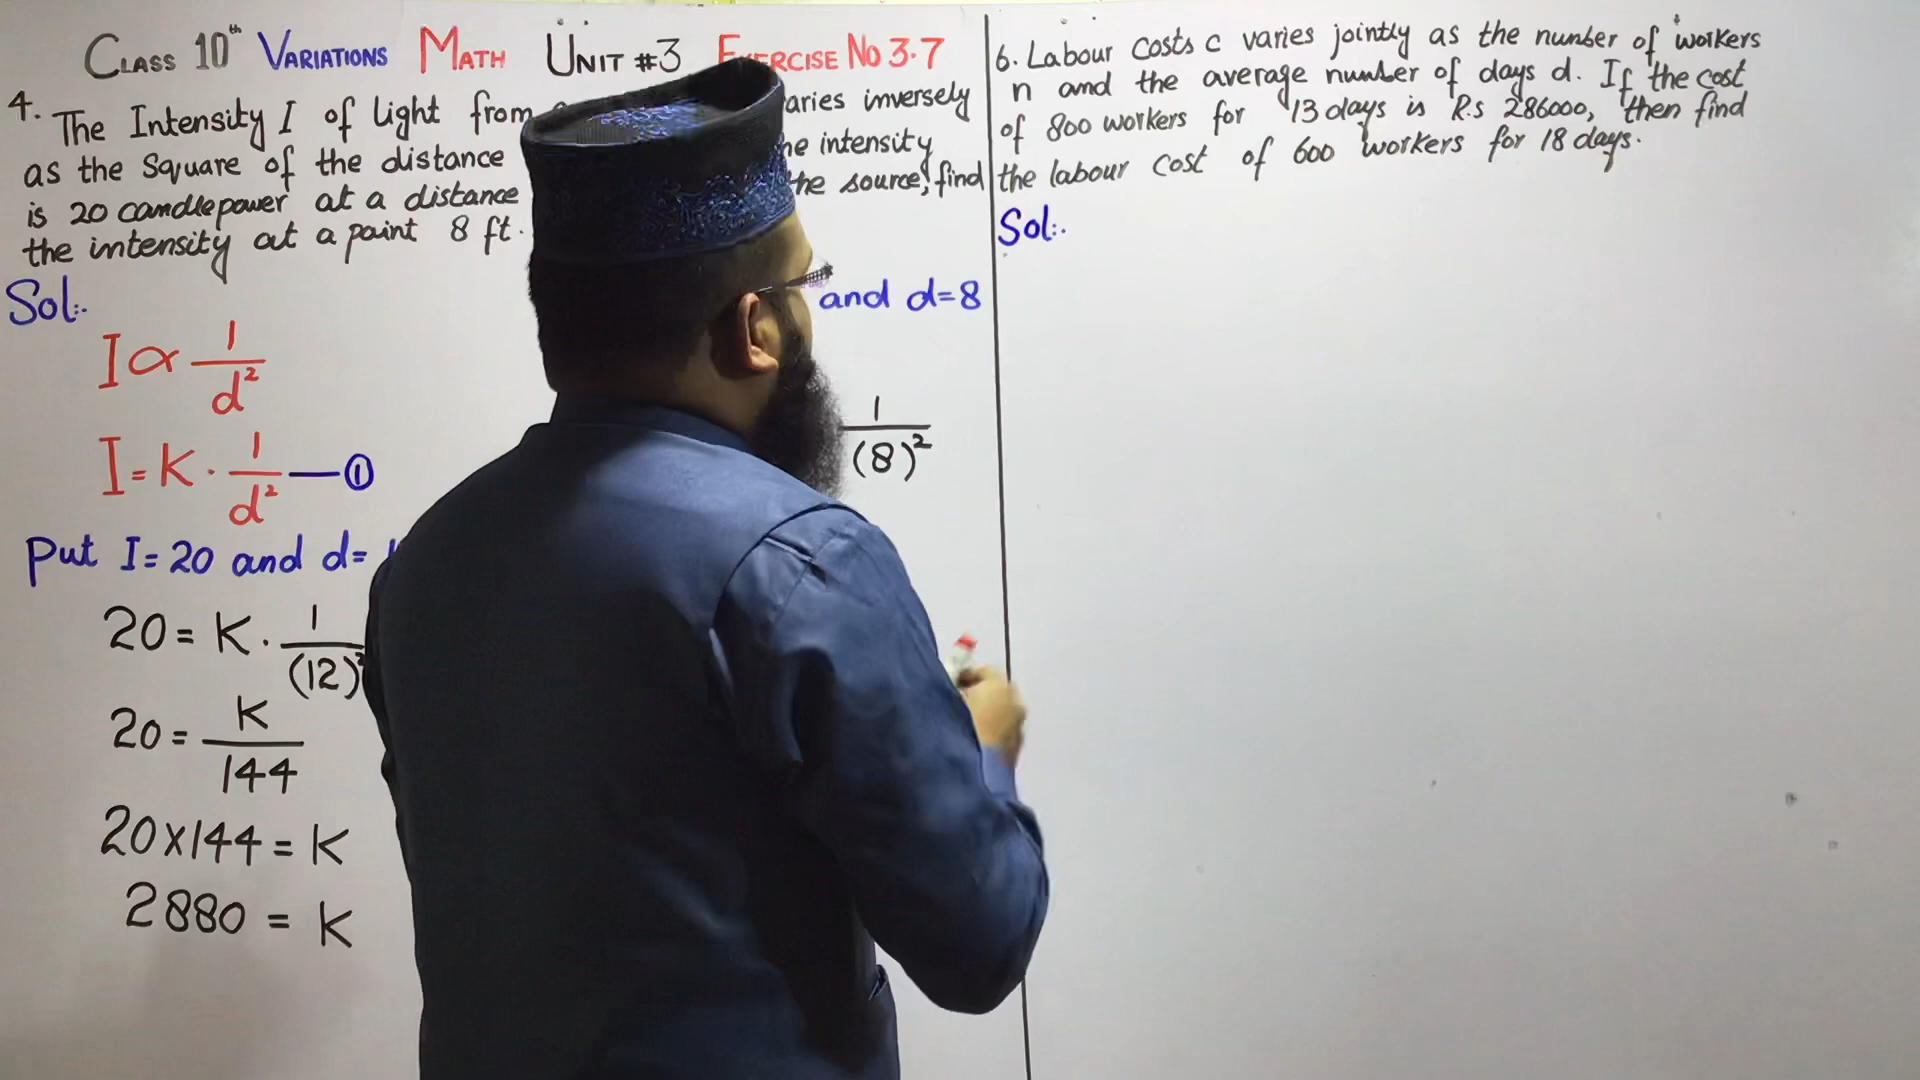 CLASS 10th VARIATIONS MATH UNIT #3 EXERCISE NO 3.7
4. The Intensity I of light from aries inversely
as the square of the distance he intensity
is 20 candlepower at a distance the source, find
the intensity at a point 8 ft.
Sol:.
I ∝ 1/d²
I = K · 1/d² — ①
Put I = 20 and d =
20 = K · 1/(12)²
20 = K/144
20×144 = K
2880 = K
and d=8
1/(8)²
6. Labour costs c varies jointly as the number of workers
n and the average number of days d. If the cost
of 800 workers for 13 days is R.s 286000, then find
the labour cost of 600 workers for 18 days.
Sol:.